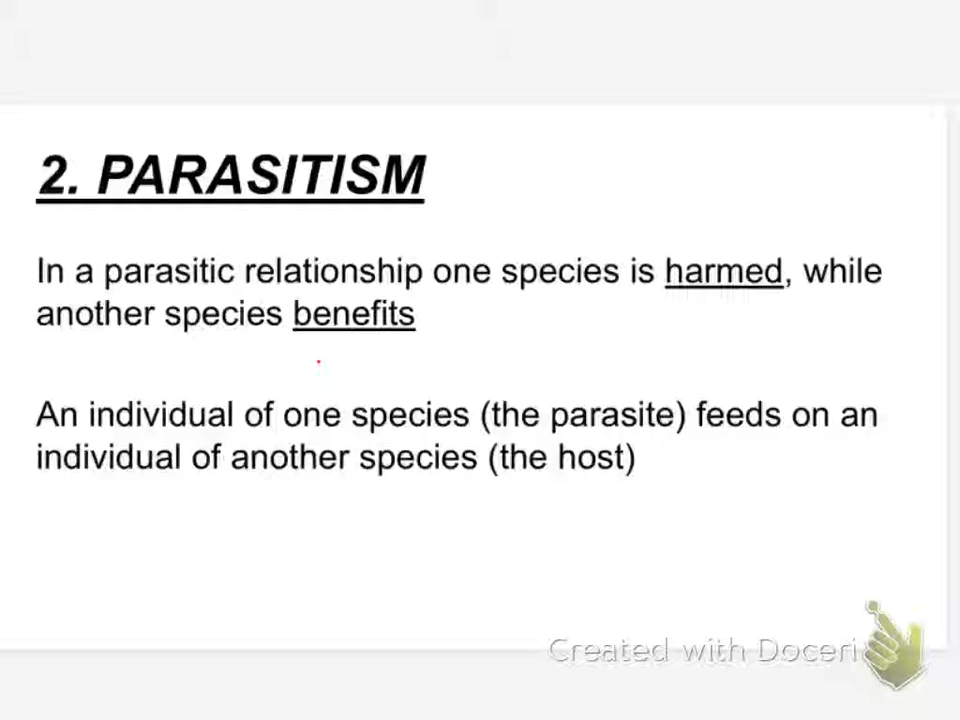 2. PARASITISM
In a parasitic relationship one species is harmed, while
another species benefits
An individual of one species (the parasite) feeds on an
individual of another species (the host)
Created with Doceri